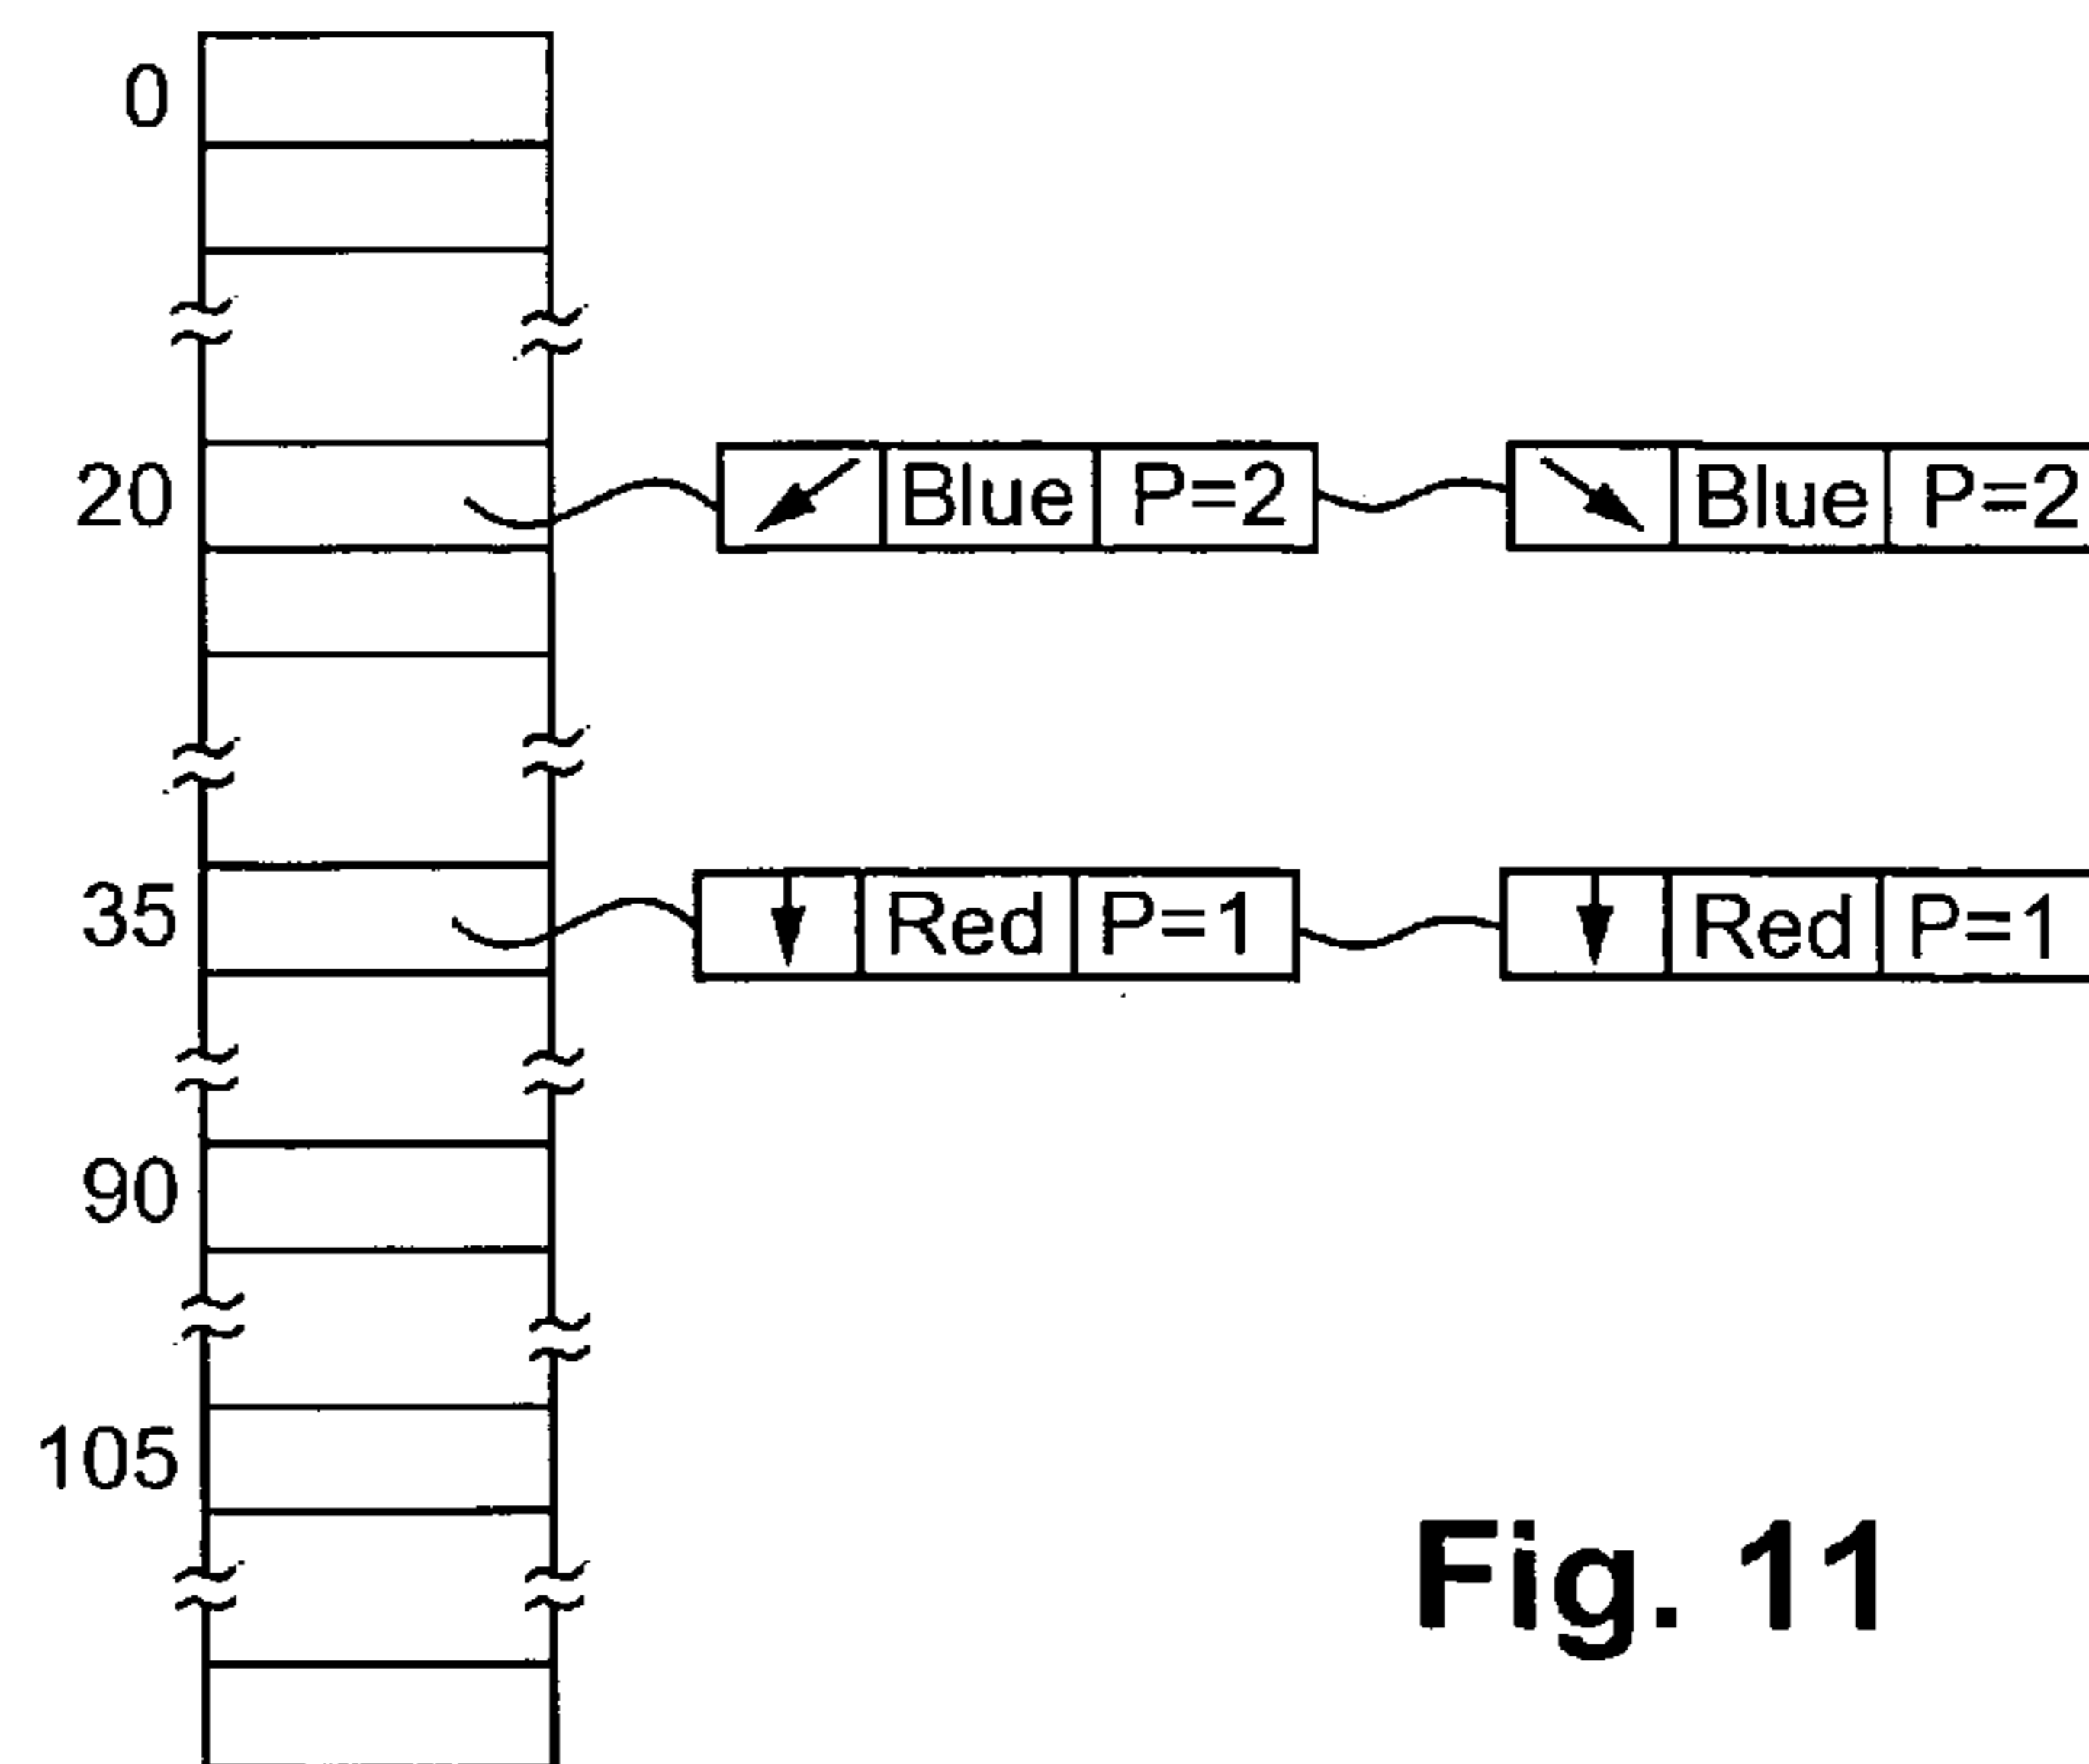 0
20 Blue P=2 Blue P=2
35 Red P=1 Red P=1
90
105
Fig. 11